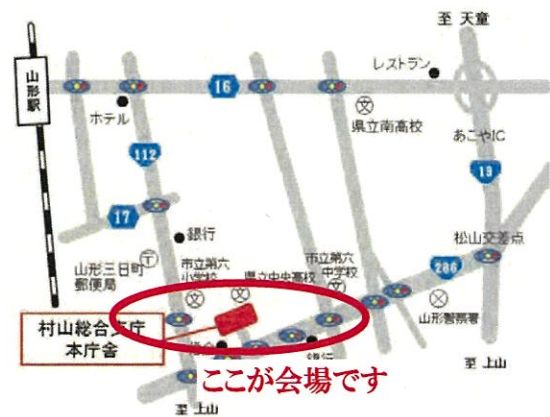 至 天童
山形駅
レストラン
16
ホテル
県立南高校
あこやIC
112
13
17
銀行
松山交差点
山形三日町
郵便局
市立第六
小学校
県立中央高校
市立第六
中学校
286
山形警察署
村山総合支庁
本庁舎
銀行
至 上山
ここが会場です
至 上山